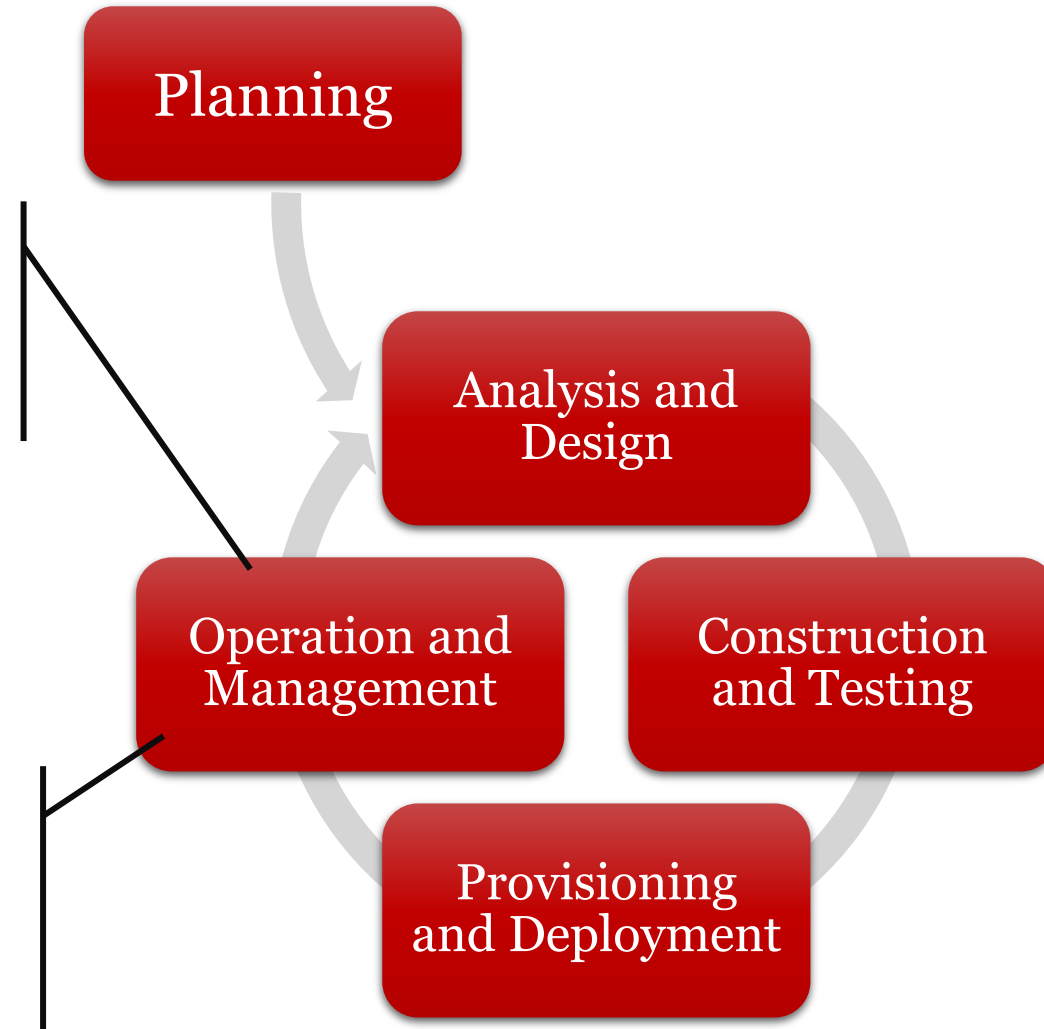 Planning
Analysis and
Design
Operation and
Management
Construction
and Testing
Provisioning
and Deployment